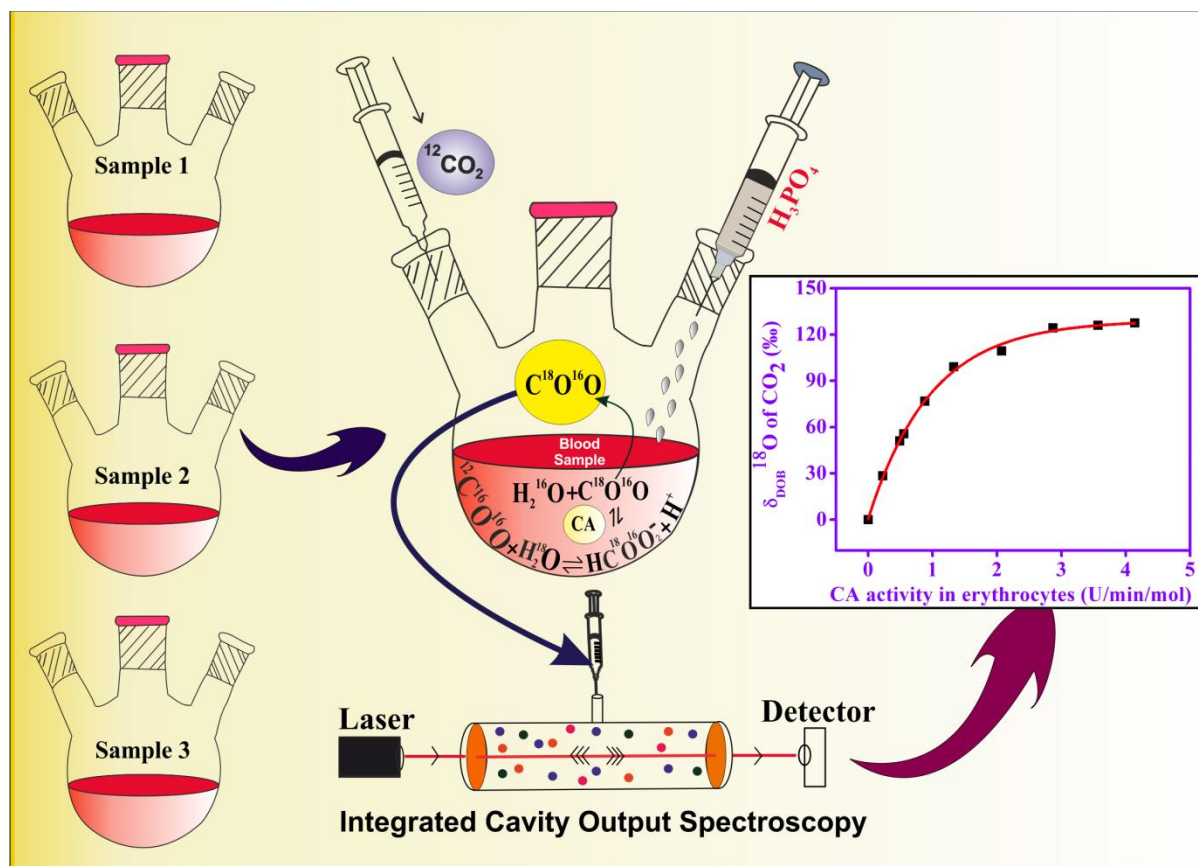 Sample 1
Sample 2
Sample 3
¹²CO₂
H₃PO₄
C¹⁸O¹⁶O
Blood
Sample
H₂¹⁶O+C¹⁸O¹⁶O
CA ⇌
¹²C¹⁶O¹⁶O+H₂¹⁸O⇌HC¹⁸O¹⁶O₂⁻+H⁺
Laser
Detector
Integrated Cavity Output Spectroscopy
δDOB¹⁸O of CO₂ (‰)
150
120
90
60
30
0
0 1 2 3 4 5
CA activity in erythrocytes (U/min/mol)